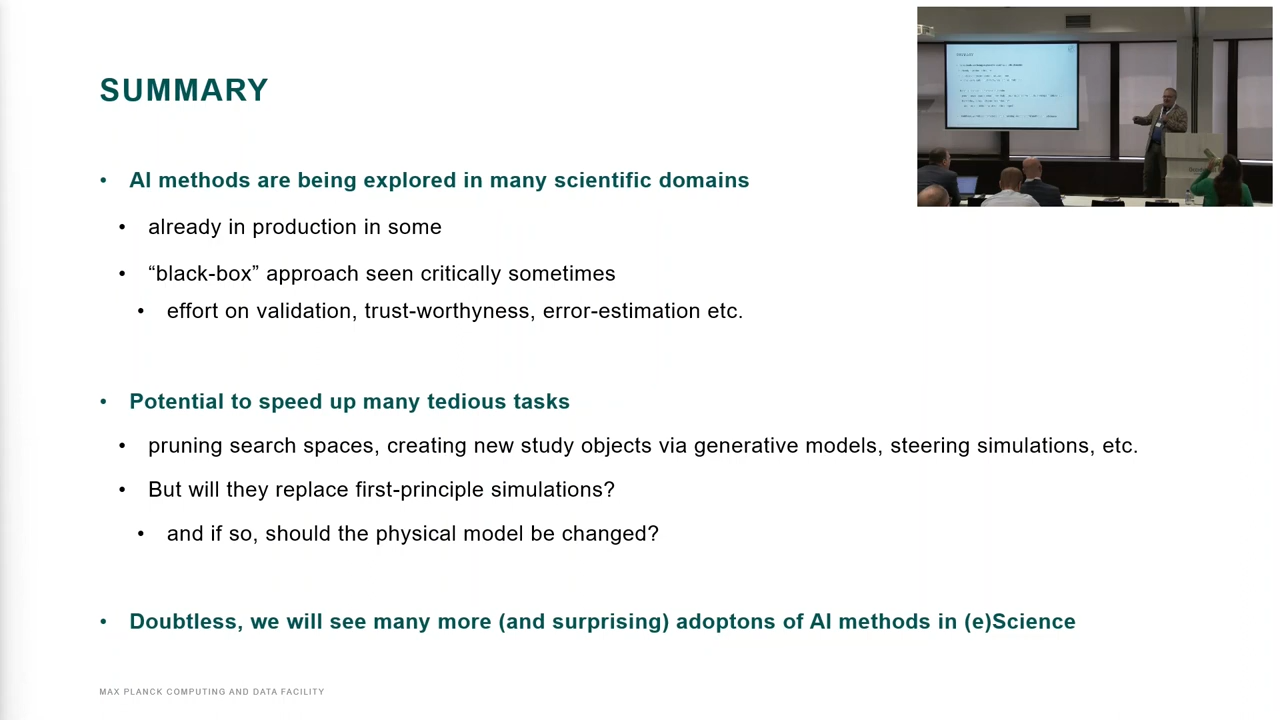 SUMMARY
• AI methods are being explored in many scientific domains
• already in production in some
• “black-box” approach seen critically sometimes
• effort on validation, trust-worthyness, error-estimation etc.
• Potential to speed up many tedious tasks
• pruning search spaces, creating new study objects via generative models, steering simulations, etc.
• But will they replace first-principle simulations?
• and if so, should the physical model be changed?
• Doubtless, we will see many more (and surprising) adoptons of AI methods in (e)Science
MAX PLANCK COMPUTING AND DATA FACILITY